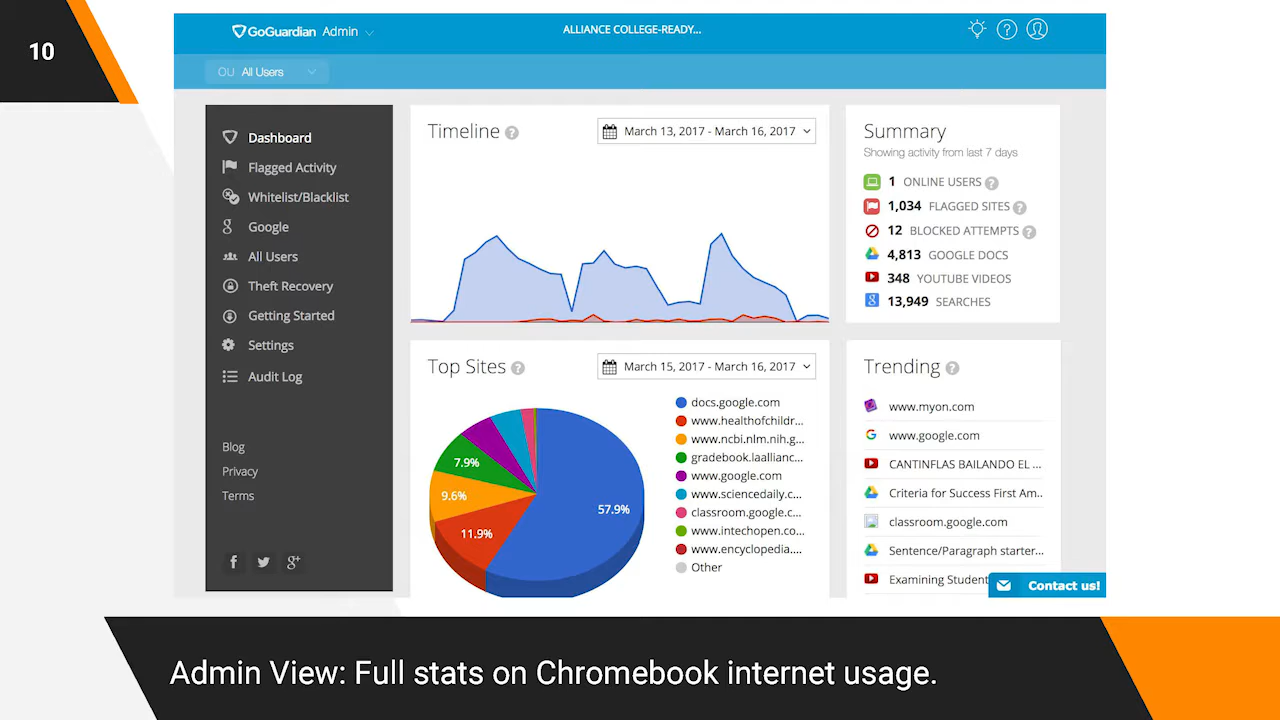 10
GoGuardian Admin
ALLIANCE COLLEGE-READY...
OU All Users
Dashboard
Flagged Activity
Whitelist/Blacklist
Google
All Users
Theft Recovery
Getting Started
Settings
Audit Log
Blog
Privacy
Terms
Timeline
March 13, 2017 - March 16, 2017
Summary
Showing activity from last 7 days
1 ONLINE USERS
1,034 FLAGGED SITES
12 BLOCKED ATTEMPTS
4,813 GOOGLE DOCS
348 YOUTUBE VIDEOS
13,949 SEARCHES
Top Sites
March 15, 2017 - March 16, 2017
57.9%
11.9%
9.6%
7.9%
docs.google.com
www.healthofchildr...
www.ncbi.nlm.nih.g...
gradebook.laallianc...
www.google.com
www.sciencedaily.c...
classroom.google.c...
www.intechopen.co...
www.encyclopedia....
Other
Trending
www.myon.com
www.google.com
CANTINFLAS BAILANDO EL ...
Criteria for Success First Am..
classroom.google.com
Sentence/Paragraph starter...
Examining Student
Contact us!
Admin View: Full stats on Chromebook internet usage.